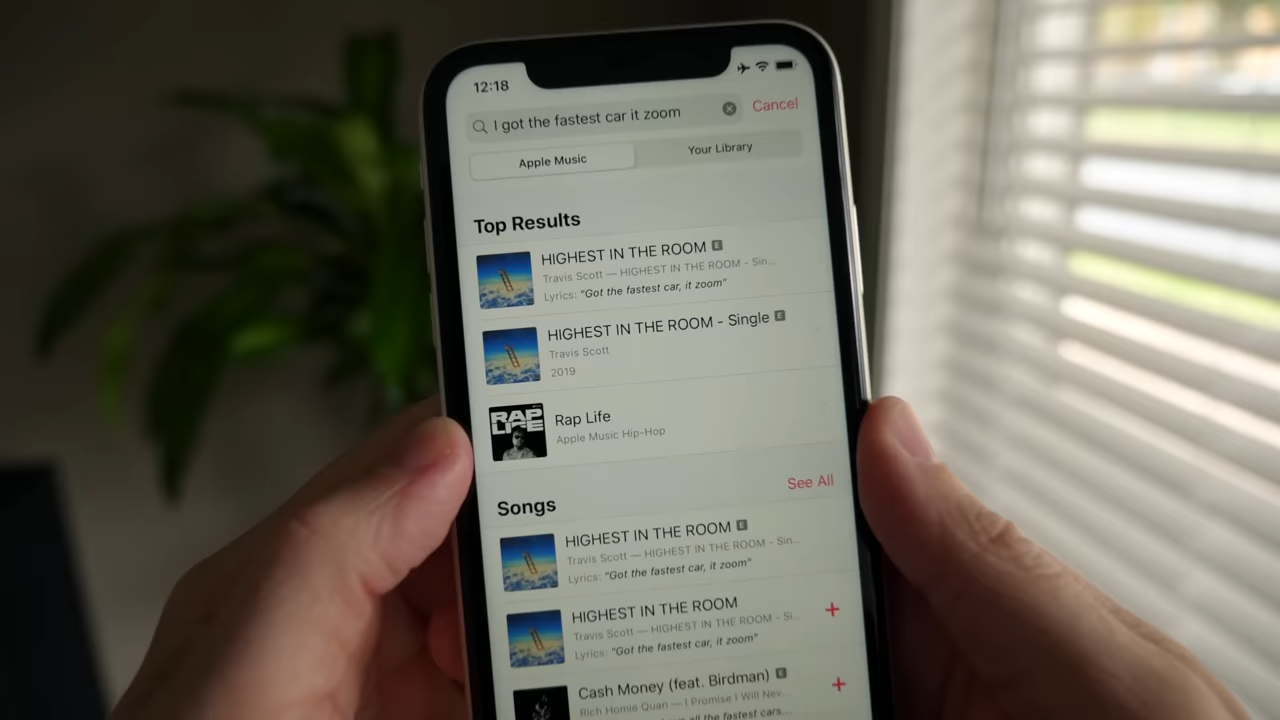 12:18
I got the fastest car it zoom
Cancel
Apple Music
Your Library
Top Results
HIGHEST IN THE ROOM E
Travis Scott — HIGHEST IN THE ROOM - Sin...
Lyrics: "Got the fastest car, it zoom"
HIGHEST IN THE ROOM - Single E
Travis Scott
2019
RAP
LIFE
Rap Life
Apple Music Hip-Hop
Songs
See All
HIGHEST IN THE ROOM E
Travis Scott — HIGHEST IN THE ROOM - Sin...
Lyrics: "Got the fastest car, it zoom"
HIGHEST IN THE ROOM
Travis Scott — HIGHEST IN THE ROOM - Si...
Lyrics: "Got the fastest car, it zoom"
Cash Money (feat. Birdman) E
Rich Homie Quan — I Promise I Will Nev...
all the fastest cars...